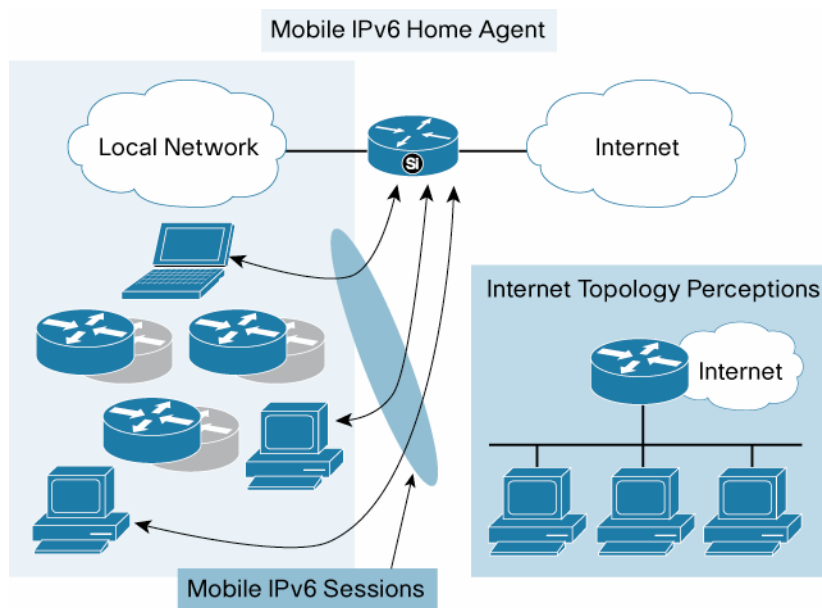 Mobile IPv6 Home Agent
Local Network
Si
Internet
Internet Topology Perceptions
Internet
Mobile IPv6 Sessions